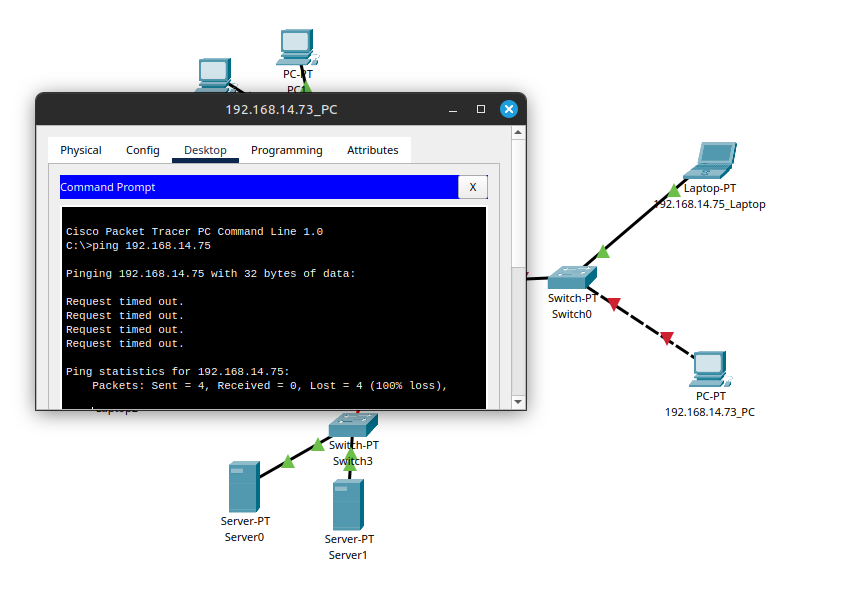 PC-PT
PC1
192.168.14.73_PC
Physical
Config
Desktop
Programming
Attributes
Command Prompt
X
Cisco Packet Tracer PC Command Line 1.0
C:\>ping 192.168.14.75
Pinging 192.168.14.75 with 32 bytes of data:
Request timed out.
Request timed out.
Request timed out.
Request timed out.
Ping statistics for 192.168.14.75:
Packets: Sent = 4, Received = 0, Lost = 4 (100% loss),
Laptop-PT
192.168.14.75_Laptop
Switch-PT
Switch0
PC-PT
192.168.14.73_PC
Switch-PT
Switch3
Server-PT
Server0
Server-PT
Server1